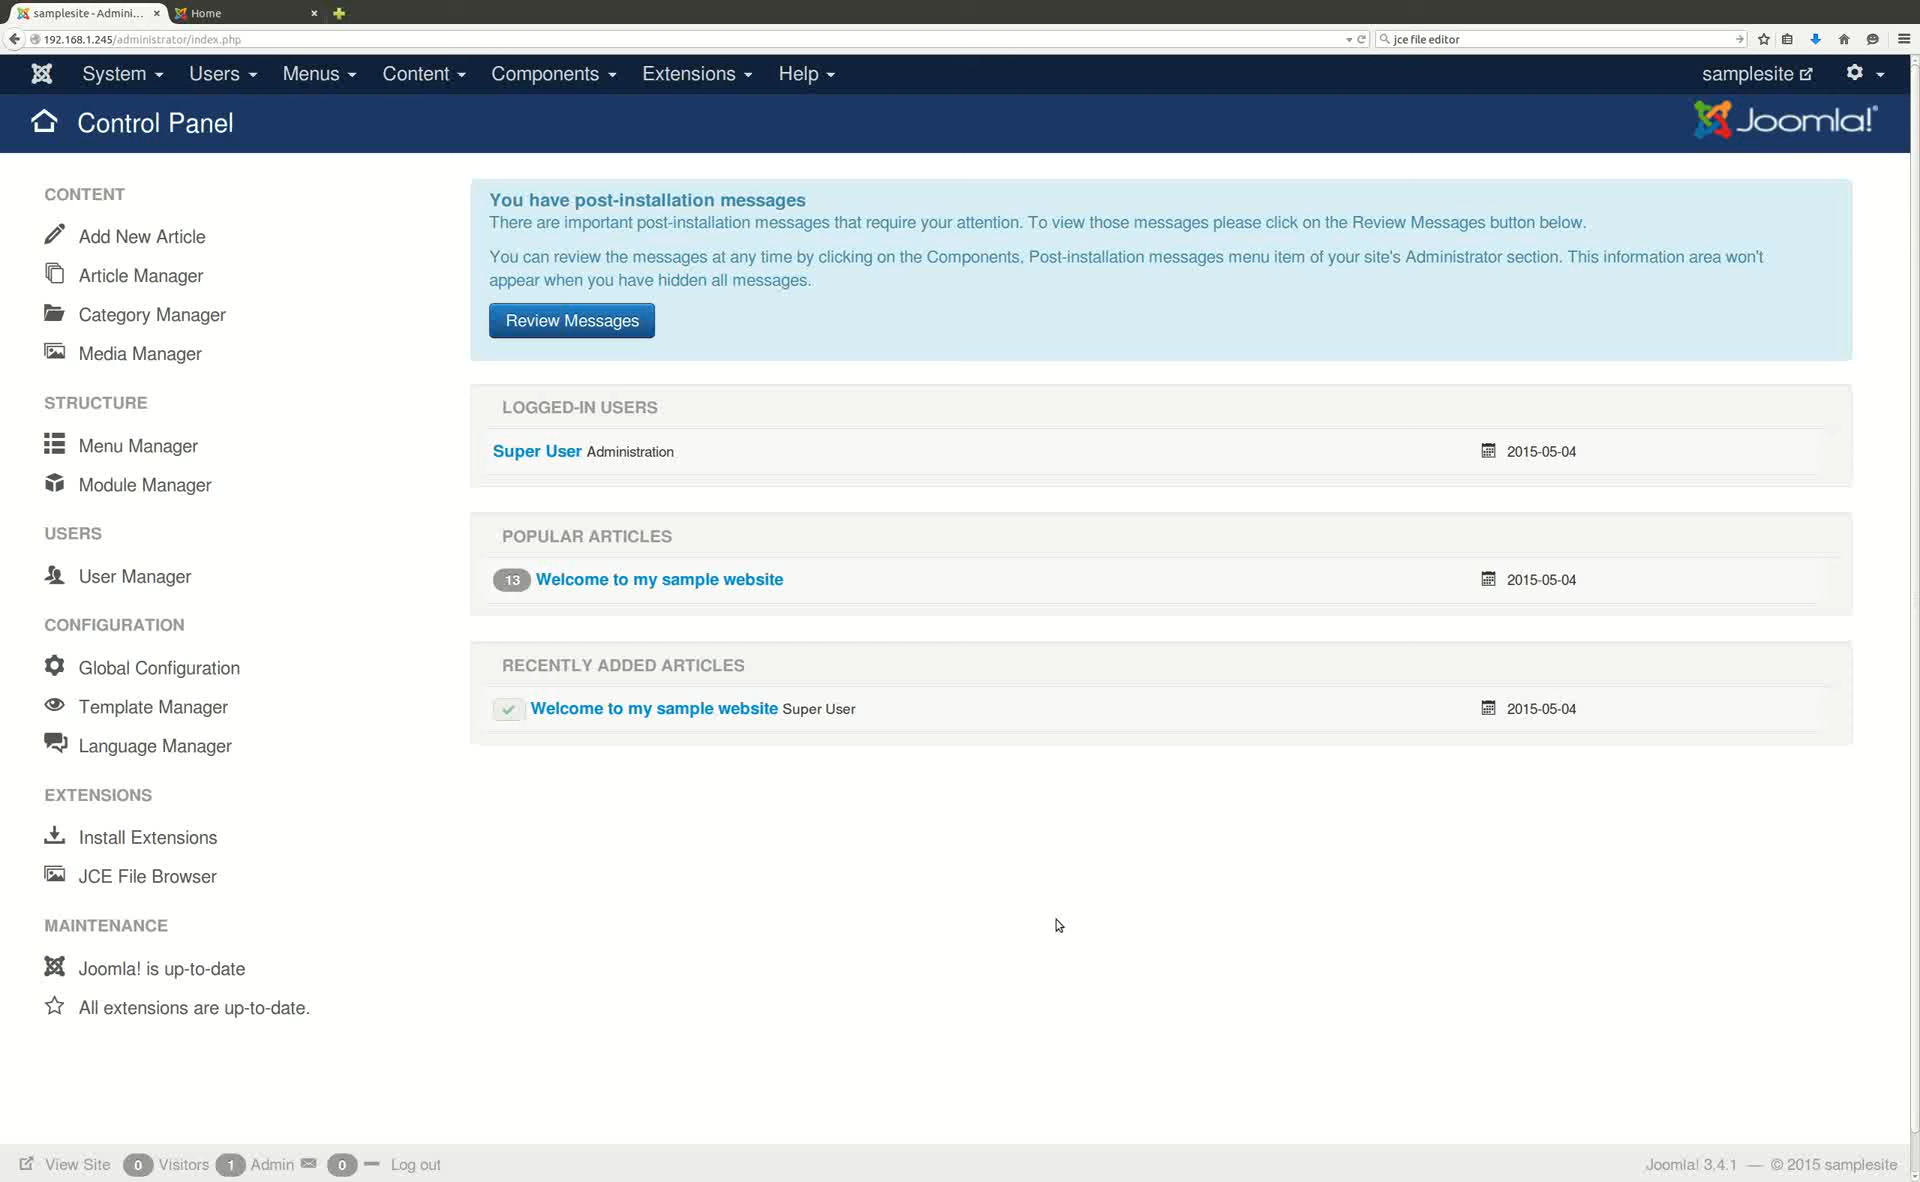 samplesite - Admini...
Home
192.168.1.245/administrator/index.php
jce file editor
System
Users
Menus
Content
Components
Extensions
Help
samplesite
Control Panel
Joomla!®
CONTENT
Add New Article
Article Manager
Category Manager
Media Manager
STRUCTURE
Menu Manager
Module Manager
USERS
User Manager
CONFIGURATION
Global Configuration
Template Manager
Language Manager
EXTENSIONS
Install Extensions
JCE File Browser
MAINTENANCE
Joomla! is up-to-date
All extensions are up-to-date.
You have post-installation messages
There are important post-installation messages that require your attention. To view those messages please click on the Review Messages button below.
You can review the messages at any time by clicking on the Components, Post-installation messages menu item of your site's Administrator section. This information area won't
appear when you have hidden all messages.
Review Messages
LOGGED-IN USERS
Super User Administration 2015-05-04
POPULAR ARTICLES
13 Welcome to my sample website 2015-05-04
RECENTLY ADDED ARTICLES
Welcome to my sample website Super User 2015-05-04
View Site 0 Visitors 1 Admin 0 Log out
Joomla! 3.4.1 — © 2015 samplesite